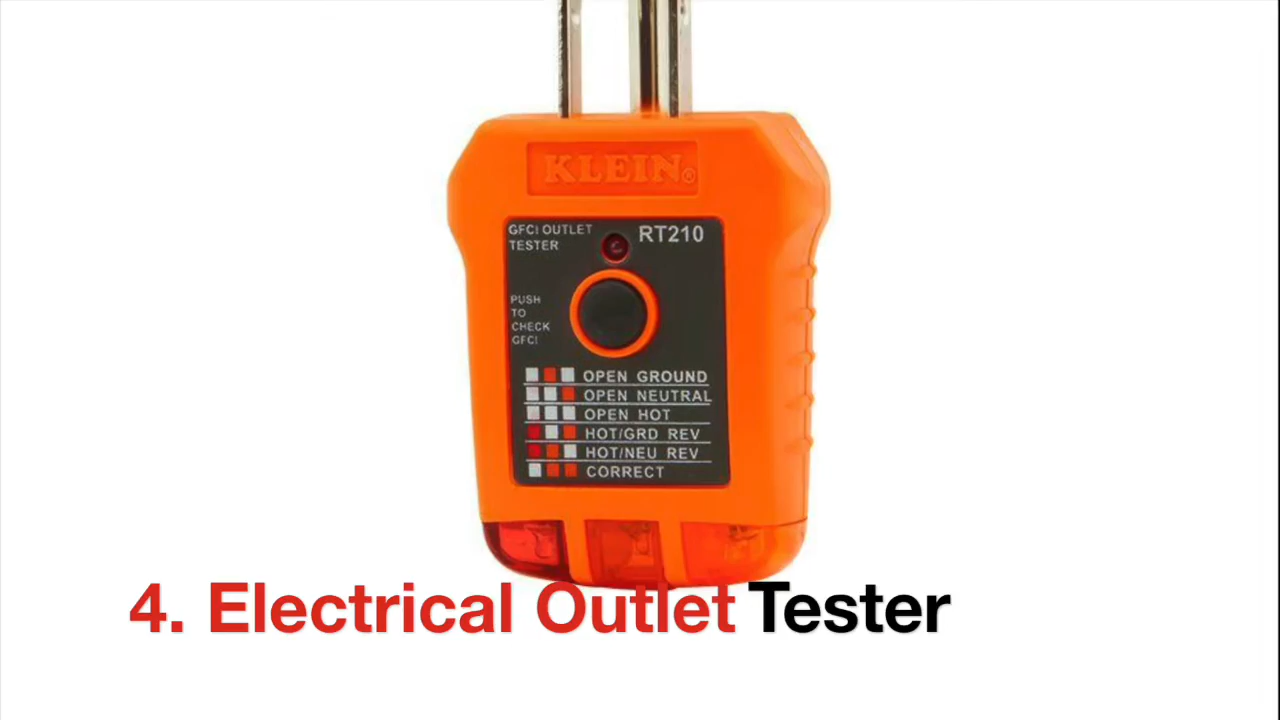 KLEIN®
GFCI OUTLET
TESTER
RT210
PUSH
TO
CHECK
GFCI
OPEN GROUND
OPEN NEUTRAL
OPEN HOT
HOT/GRD REV
HOT/NEU REV
CORRECT
4. Electrical Outlet Tester